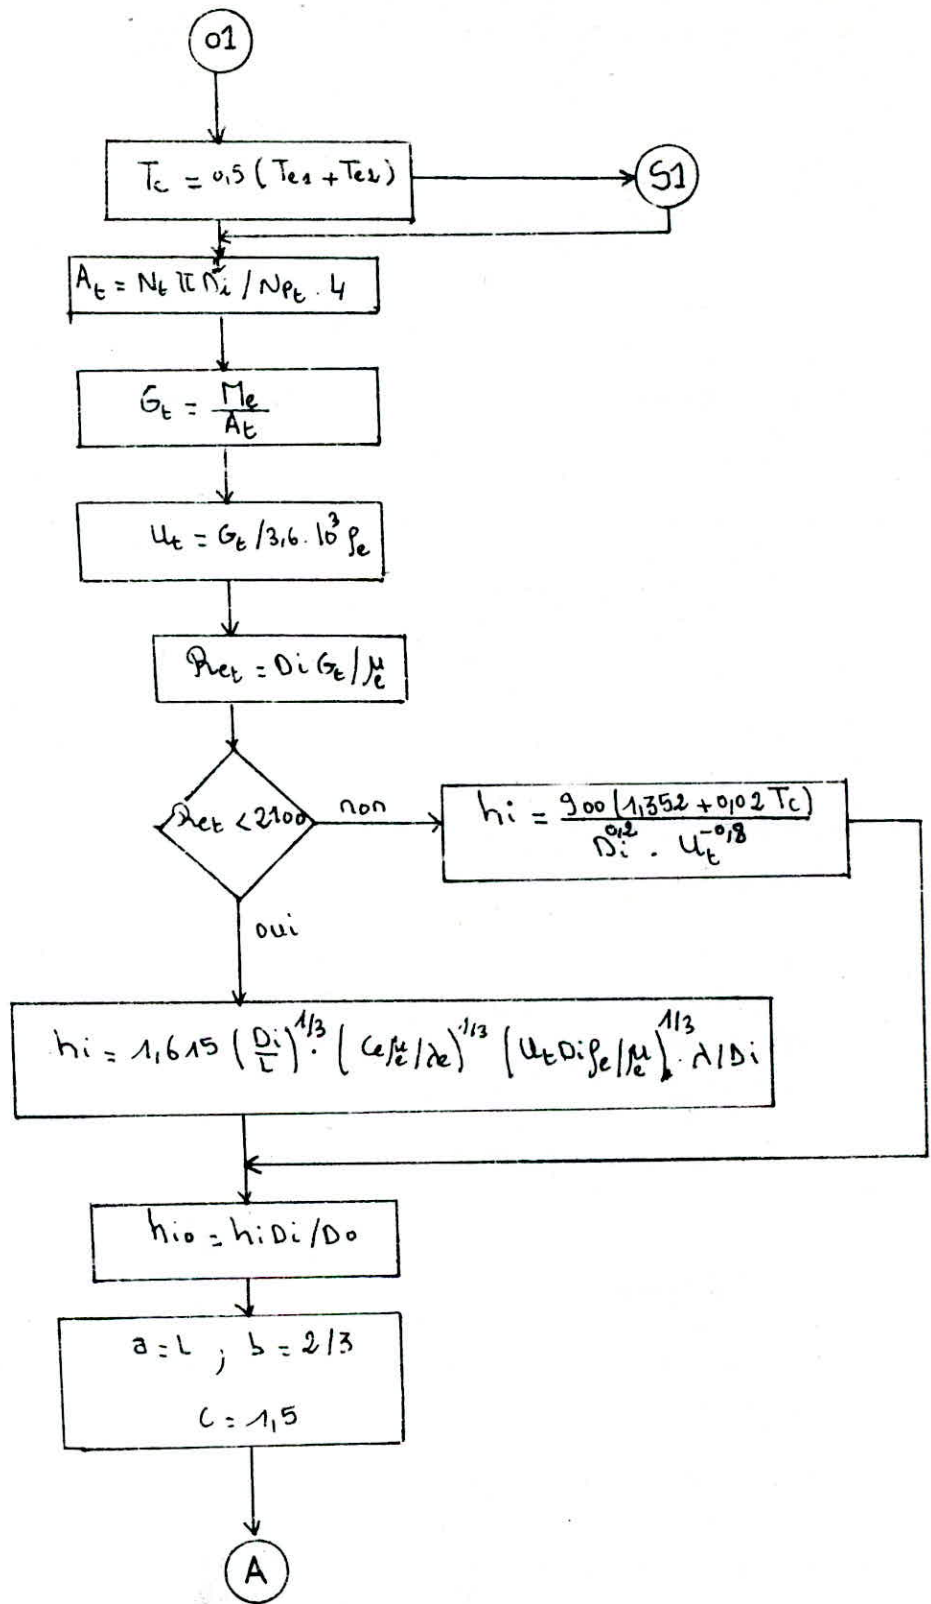 01
Tc = 0,5 (Te1 + Te2)
S1
At = Nt π Di² / Npt . 4
Gt = Me / At
Ut = Gt / 3,6 . 10³ ρe
Ret = Di Gt / μe
Ret < 2100
non
hi = 900 (1,352 + 0,02 Tc) / Di^0,2 . Ut^-0,8
oui
hi = 1,615 (Di/L)^1/3 . (Ce μe / λe)^1/3 (Ut Di ρe / μe)^1/3 . λ / Di
hio = hi Di / Do
a = L ; b = 2/3
C = 1,5
A